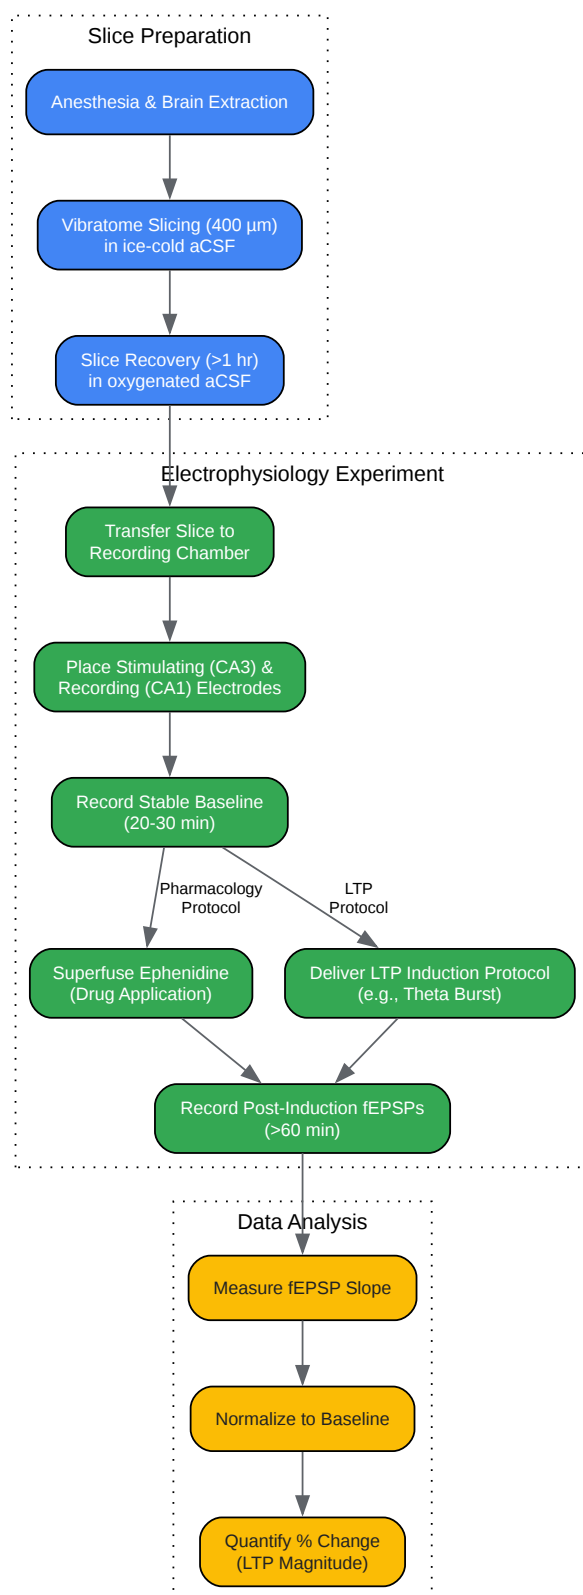 Slice Preparation
Anesthesia & Brain Extraction
Vibratome Slicing (400 µm)
in ice-cold aCSF
Slice Recovery (>1 hr)
in oxygenated aCSF
Electrophysiology Experiment
Transfer Slice to
Recording Chamber
Place Stimulating (CA3) &
Recording (CA1) Electrodes
Record Stable Baseline
(20-30 min)
Pharmacology
Protocol
LTP
Protocol
Superfuse Ephenidine
(Drug Application)
Deliver LTP Induction Protocol
(e.g., Theta Burst)
Record Post-Induction fEPSPs
(>60 min)
Data Analysis
Measure fEPSP Slope
Normalize to Baseline
Quantify % Change
(LTP Magnitude)